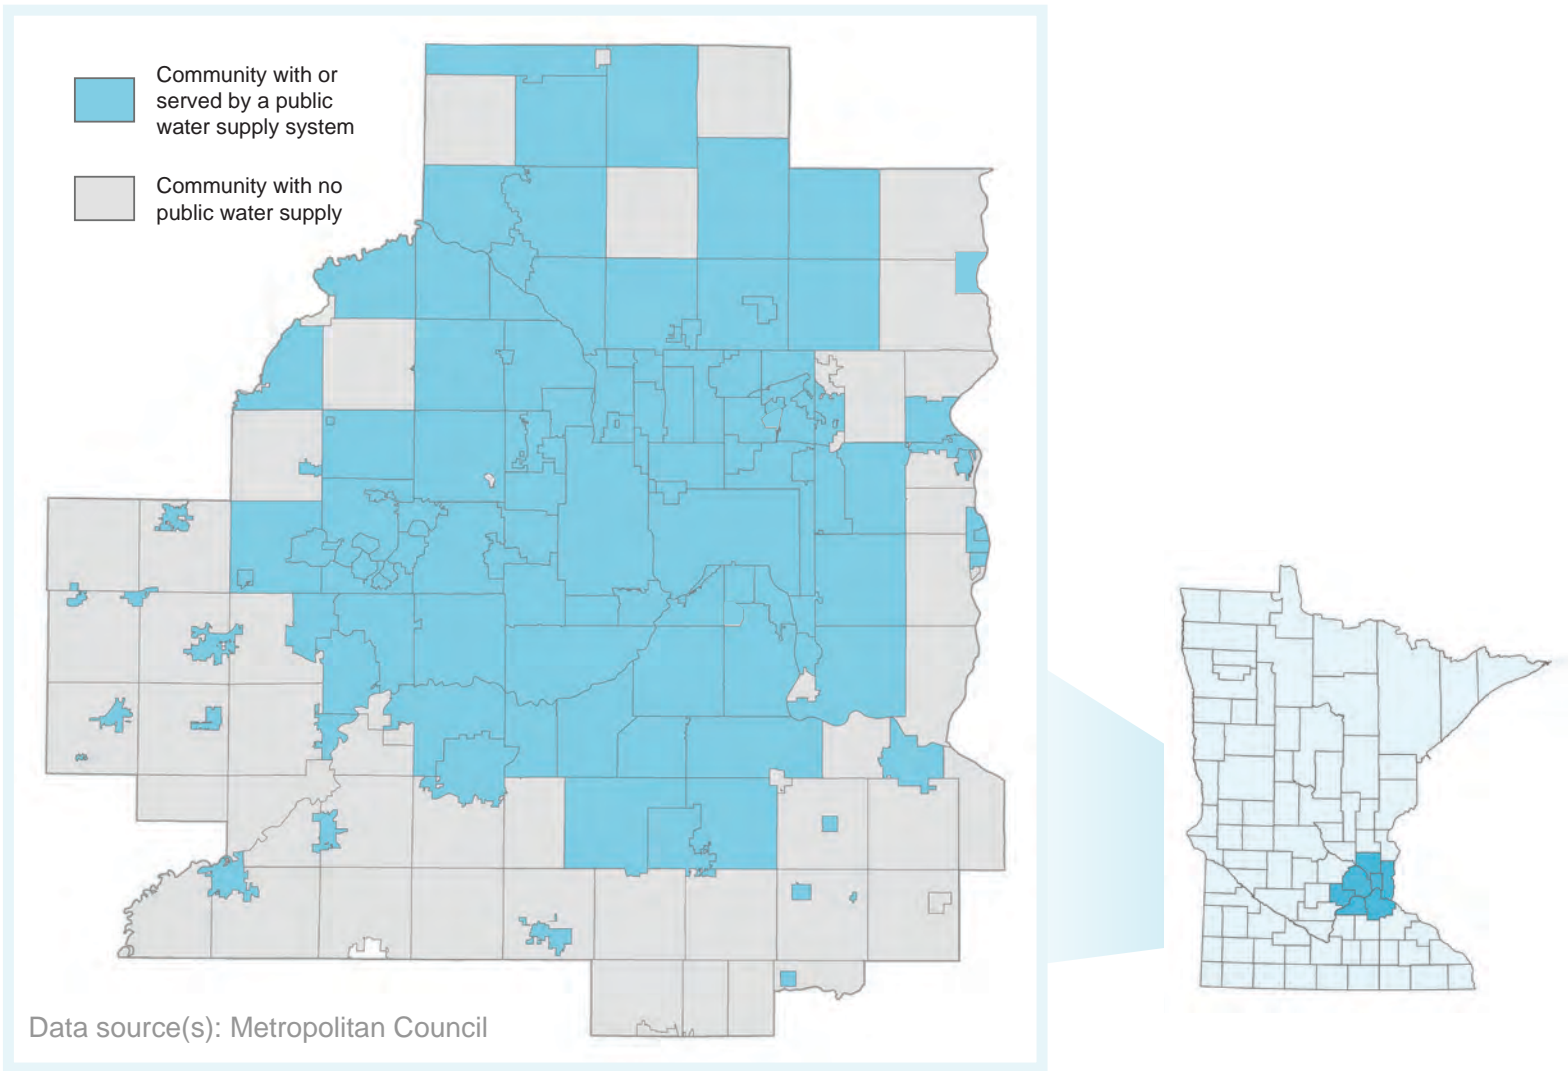 Community with or
served by a public
water supply system
Community with no
public water supply
Data source(s): Metropolitan Council